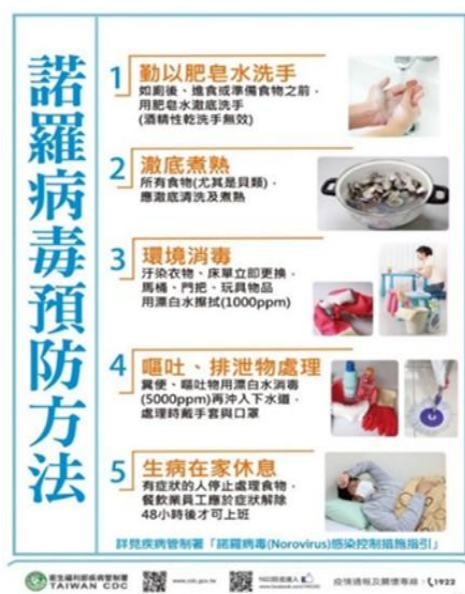 諾羅病毒預防方法
1 勤以肥皂水洗手
如廁後、進食或準備食物之前，
用肥皂水澈底洗手
(酒精性乾洗手無效)
2 澈底煮熟
所有食物(尤其是貝類)，
應澈底清洗及煮熟
3 環境消毒
汙染衣物、床單立即更換，
馬桶、門把、玩具物品
用漂白水擦拭(1000ppm)
4 嘔吐、排泄物處理
糞便、嘔吐物用漂白水消毒
(5000ppm)再沖入下水道，
處理時戴手套與口罩
5 生病在家休息
有症狀的人停止處理食物，
餐飲業員工應於症狀解除
48小時後才可上班
詳見疾病管制署「諾羅病毒(Norovirus)感染控制措施指引」
衛生福利部疾病管制署
TAIWAN CDC
www.cdc.gov.tw
疫情通報及關懷專線：1922